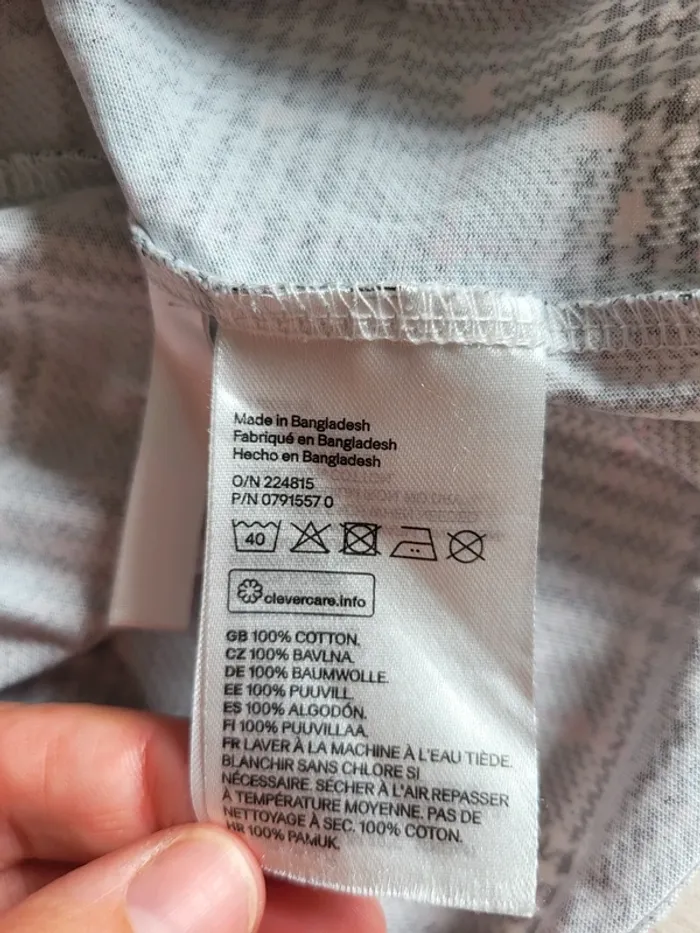 Made in Bangladesh
Fabriqué en Bangladesh
Hecho en Bangladesh
O/N 224815
P/N 0791557 0
40
clevercare.info
GB 100% COTTON.
CZ 100% BAVLNA.
DE 100% BAUMWOLLE.
EE 100% PUUVILL.
ES 100% ALGODÓN.
FI 100% PUUVILLAA.
FR LAVER À LA MACHINE À L'EAU TIÈDE.
BLANCHIR SANS CHLORE SI
NÉCESSAIRE. SÉCHER À L'AIR.REPASSER
À TEMPÉRATURE MOYENNE. PAS DE
NETTOYAGE À SEC. 100% COTON.
HR 100% PAMUK.